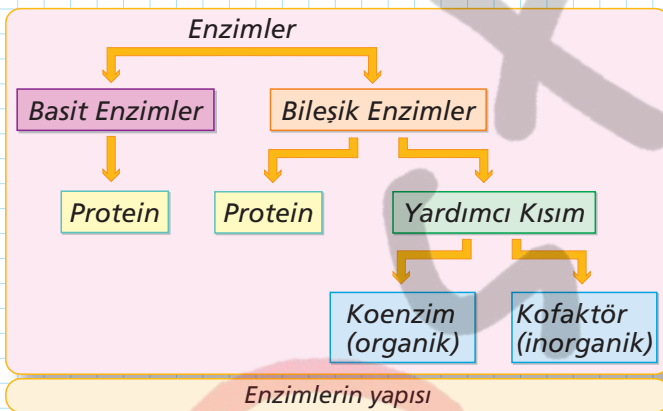 Enzimler
Basit Enzimler
Bileşik Enzimler
Protein
Protein
Yardımcı Kısım
Koenzim
(organik)
Kofaktör
(inorganik)
Enzimlerin yapısı